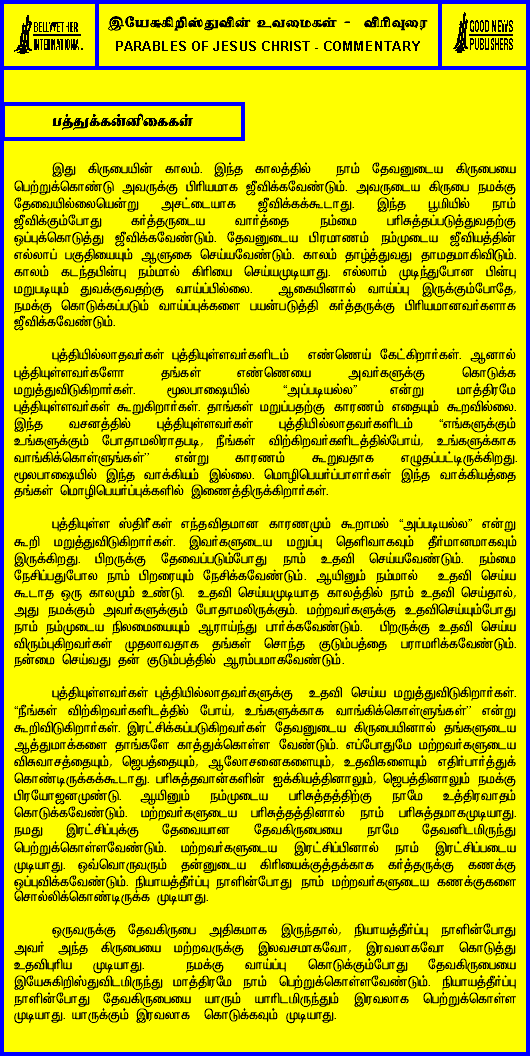 BELLWETHER
INTERNATIONAL.
இயேசுகிறிஸ்துவின் உவமைகள் - விரிவுரை
PARABLES OF JESUS CHRIST - COMMENTARY
GOOD NEWS
PUBLISHERS
பத்துக்கன்னிகைகள்
இது கிருபையின் காலம். இந்த காலத்தில் நாம் தேவனுடைய கிருபையை
பெற்றுக்கொண்டு அவருக்கு பிரியமாக ஜீவிக்கவேண்டும். அவருடைய கிருபை நமக்கு
தேவையில்லையென்று அசட்டையாக ஜீவிக்கக்கூடாது. இந்த பூமியில் நாம்
ஜீவிக்கும்போது கர்த்தருடைய வார்த்தை நம்மை பரிசுத்தப்படுத்துவதற்கு
ஒப்புக்கொடுத்து ஜீவிக்கவேண்டும். தேவனுடைய பிரமாணம் நம்முடைய ஜீவியத்தின்
எல்லாப் பகுதியையும் ஆளுகை செய்யவேண்டும். காலம் தாழ்த்துவது தாமதமாகிவிடும்.
காலம் கடந்தபின்பு நம்மால் கிரியை செய்யமுடியாது. எல்லாம் முடிந்துபோன பின்பு
மறுபடியும் துவக்குவதற்கு வாய்ப்பில்லை. ஆகையினால் வாய்ப்பு இருக்கும்போதே,
நமக்கு கொடுக்கப்படும் வாய்ப்புக்களை பயன்படுத்தி கர்த்தருக்கு பிரியமானவர்களாக
ஜீவிக்கவேண்டும்.
புத்தியில்லாதவர்கள் புத்தியுள்ளவர்களிடம் எண்ணெய் கேட்கிறார்கள். ஆனால்
புத்தியுள்ளவர்களோ தங்கள் எண்ணெயை அவர்களுக்கு கொடுக்க
மறுத்துவிடுகிறார்கள். மூலபாஷையில் “அப்படியல்ல” என்று மாத்திரமே
புத்தியுள்ளவர்கள் கூறுகிறார்கள். தாங்கள் மறுப்பதற்கு காரணம் எதையும் கூறவில்லை.
இந்த வசனத்தில் புத்தியுள்ளவர்கள் புத்தியில்லாதவர்களிடம் “எங்களுக்கும்
உங்களுக்கும் போதாமலிராதபடி, நீங்கள் விற்கிறவர்களிடத்தில்போய், உங்களுக்காக
வாங்கிக்கொள்ளுங்கள்” என்று காரணம் கூறுவதாக எழுதப்பட்டிருக்கிறது.
மூலபாஷையில் இந்த வாக்கியம் இல்லை. மொழிபெயர்ப்பாளர்கள் இந்த வாக்கியத்தை
தங்கள் மொழிபெயர்ப்புக்களில் இணைத்திருக்கிறார்கள்.
புத்தியுள்ள ஸ்திரீகள் எந்தவிதமான காரணமும் கூறாமல் “அப்படியல்ல” என்று
கூறி மறுத்துவிடுகிறார்கள். இவர்களுடைய மறுப்பு தெளிவாகவும் தீர்மானமாகவும்
இருக்கிறது. பிறருக்கு தேவைப்படும்போது நாம் உதவி செய்யவேண்டும். நம்மை
நேசிப்பதுபோல நாம் பிறரையும் நேசிக்கவேண்டும். ஆயினும் நம்மால் உதவி செய்ய
கூடாத ஒரு காலமும் உண்டு. உதவி செய்யமுடியாத காலத்தில் நாம் உதவி செய்தால்,
அது நமக்கும் அவர்களுக்கும் போதாமலிருக்கும். மற்றவர்களுக்கு உதவிசெய்யும்போது
நாம் நம்முடைய நிலமையையும் ஆராய்ந்து பார்க்கவேண்டும். பிறருக்கு உதவி செய்ய
விரும்புகிறவர்கள் முதலாவதாக தங்கள் சொந்த குடும்பத்தை பராமரிக்கவேண்டும்.
நன்மை செய்வது தன் குடும்பத்தில் ஆரம்பமாகவேண்டும்.
புத்தியுள்ளவர்கள் புத்தியில்லாதவர்களுக்கு உதவி செய்ய மறுத்துவிடுகிறார்கள்.
“நீங்கள் விற்கிறவர்களிடத்தில் போய், உங்களுக்காக வாங்கிக்கொள்ளுங்கள்” என்று
கூறிவிடுகிறார்கள். இரட்சிக்கப்படுகிறவர்கள் தேவனுடைய கிருபையினால் தங்களுடைய
ஆத்துமாக்களை தாங்களே காத்துக்கொள்ள வேண்டும். எப்போதுமே மற்றவர்களுடைய
விசுவாசத்தையும், ஜெபத்தையும், ஆலோசனைகளையும், உதவிகளையும் எதிர்பார்த்துக்
கொண்டிருக்கக்கூடாது. பரிசுத்தவான்களின் ஐக்கியத்தினாலும், ஜெபத்தினாலும் நமக்கு
பிரயோஜனமுண்டு. ஆயினும் நம்முடைய பரிசுத்தத்திற்கு நாமே உத்திரவாதம்
கொடுக்கவேண்டும். மற்றவர்களுடைய பரிசுத்தத்தினால் நாம் பரிசுத்தமாகமுடியாது.
நமது இரட்சிப்புக்கு தேவையான தேவகிருபையை நாமே தேவனிடமிருந்து
பெற்றுக்கொள்ளவேண்டும். மற்றவர்களுடைய இரட்சிப்பினால் நாம் இரட்சிப்படைய
முடியாது. ஒவ்வொருவரும் தன்னுடைய கிரியைக்குத்தக்காக கர்த்தருக்கு கணக்கு
ஒப்புவிக்கவேண்டும். நியாயத்தீர்ப்பு நாளின்போது நாம் மற்றவர்களுடைய கணக்குகளை
சொல்லிக்கொண்டிருக்க முடியாது.
ஒருவருக்கு தேவகிருபை அதிகமாக இருந்தால், நியாயத்தீர்ப்பு நாளின்போது
அவர் அந்த கிருபையை மற்றவருக்கு இலவசமாகவோ, இரவலாகவோ கொடுத்து
உதவிபுரிய முடியாது. நமக்கு வாய்ப்பு கொடுக்கும்போது தேவகிருபையை
இயேசுகிறிஸ்துவிடமிருந்து மாத்திரமே நாம் பெற்றுக்கொள்ளவேண்டும். நியாயத்தீர்ப்பு
நாளின்போது தேவகிருபையை யாரும் யாரிடமிருந்தும் இரவலாக பெற்றுக்கொள்ள
முடியாது. யாருக்கும் இரவலாக கொடுக்கவும் முடியாது.